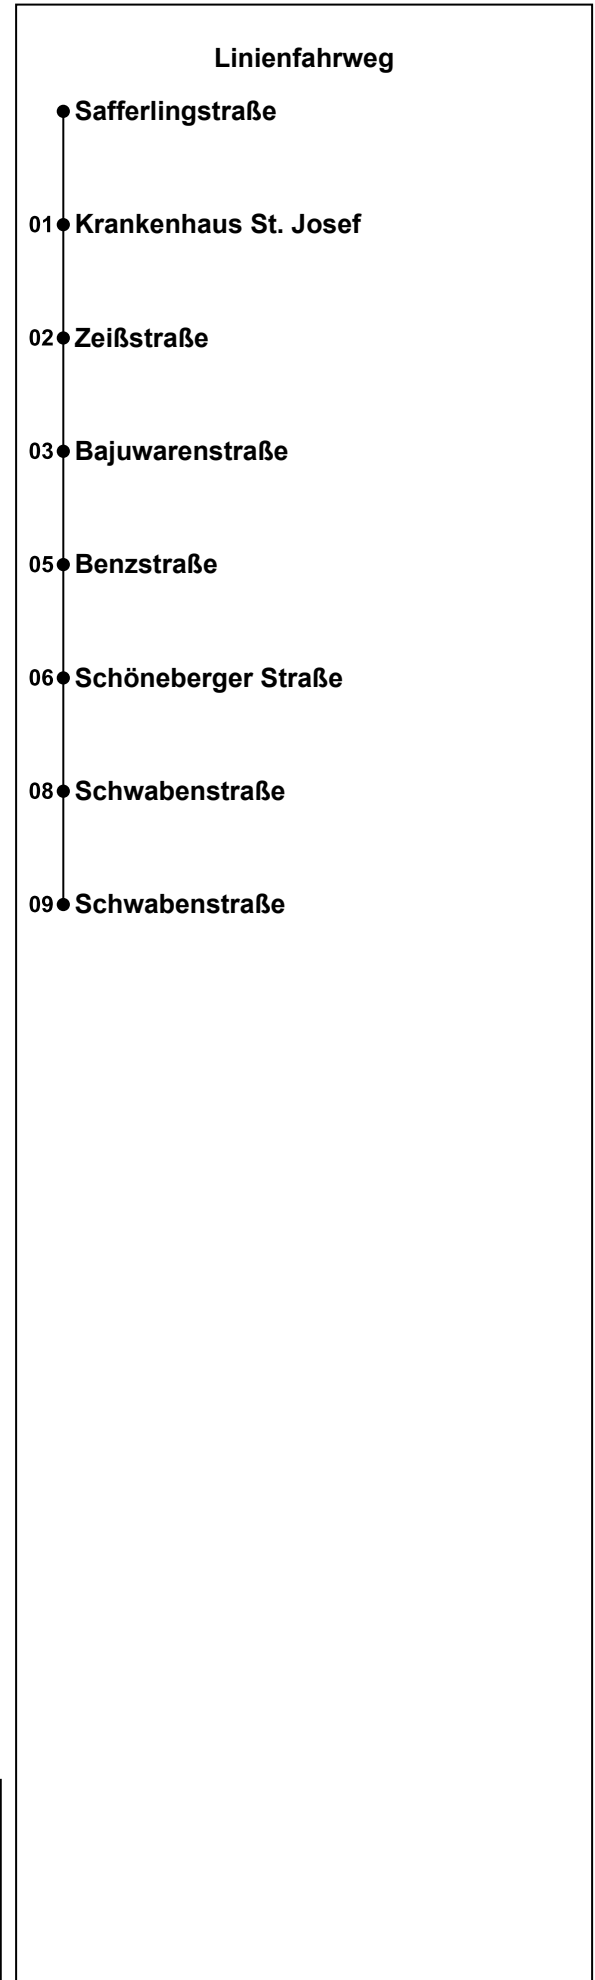 Linienfahrweg
Safferlingstraße
01 Krankenhaus St. Josef
02 Zeißstraße
03 Bajuwarenstraße
05 Benzstraße
06 Schöneberger Straße
08 Schwabenstraße
09 Schwabenstraße